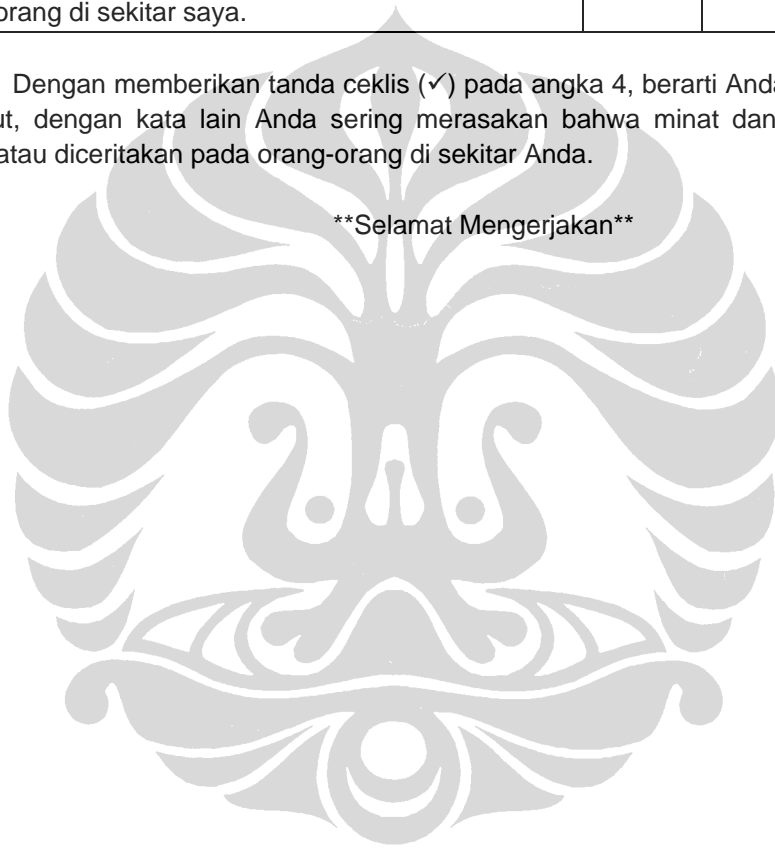 orang di sekitar saya.
Dengan memberikan tanda ceklis (✓) pada angka 4, berarti Anda
ut, dengan kata lain Anda sering merasakan bahwa minat dan
atau diceritakan pada orang-orang di sekitar Anda.
**Selamat Mengerjakan**